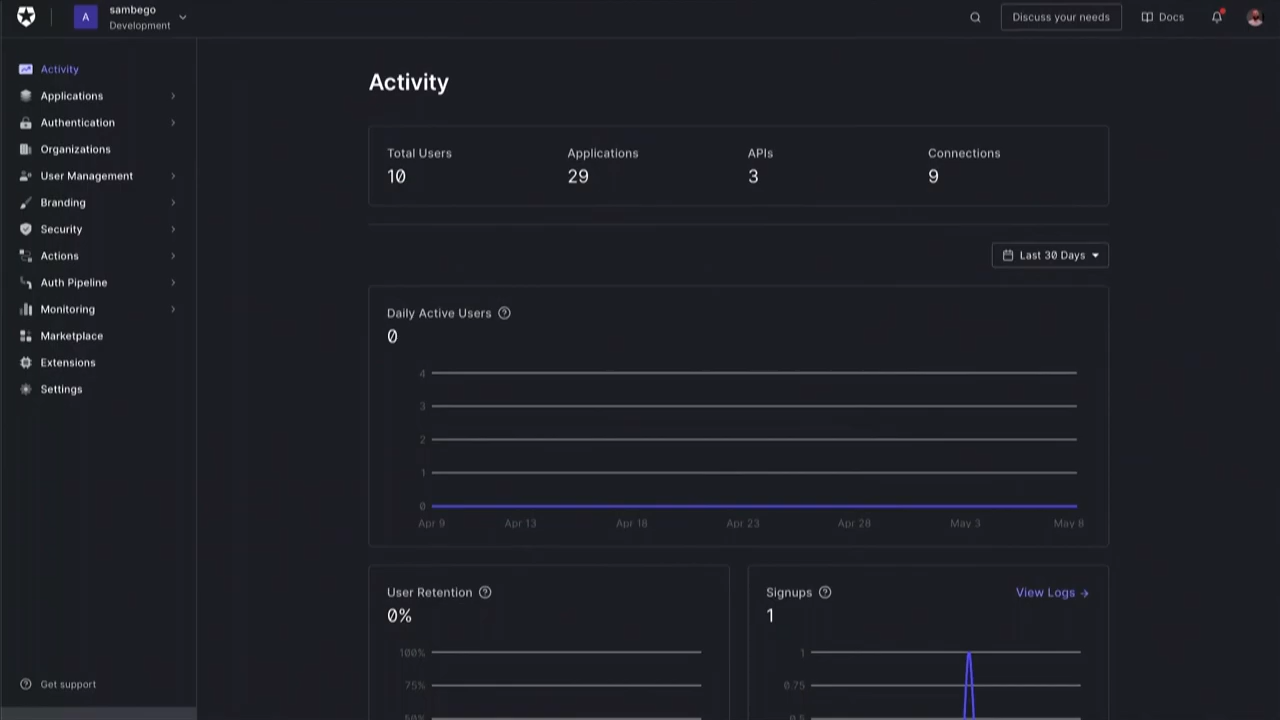 A
sambego
Development
Discuss your needs
Docs
Activity
Applications
Authentication
Organizations
User Management
Branding
Security
Actions
Auth Pipeline
Monitoring
Marketplace
Extensions
Settings
Get support
Activity
Total Users
10
Applications
29
APIs
3
Connections
9
Last 30 Days
Daily Active Users
0
4
3
2
1
0
Apr 9 Apr 13 Apr 18 Apr 23 Apr 28 May 3 May 8
User Retention
0%
100%
75%
50%
Signups
View Logs →
1
1
0.75
0.5